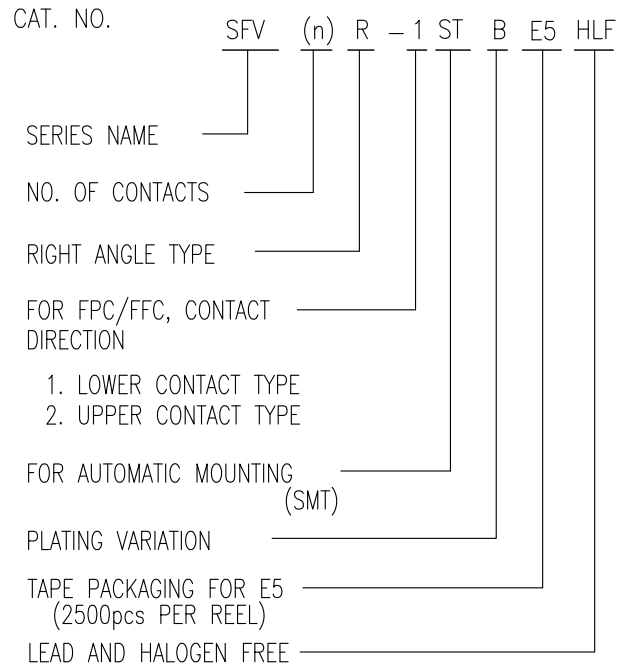 CAT. NO.
SFV (n) R - 1 ST B E5 HLF
SERIES NAME
NO. OF CONTACTS
RIGHT ANGLE TYPE
FOR FPC/FFC, CONTACT
DIRECTION
1. LOWER CONTACT TYPE
2. UPPER CONTACT TYPE
FOR AUTOMATIC MOUNTING
(SMT)
PLATING VARIATION
TAPE PACKAGING FOR E5
(2500pcs PER REEL)
LEAD AND HALOGEN FREE